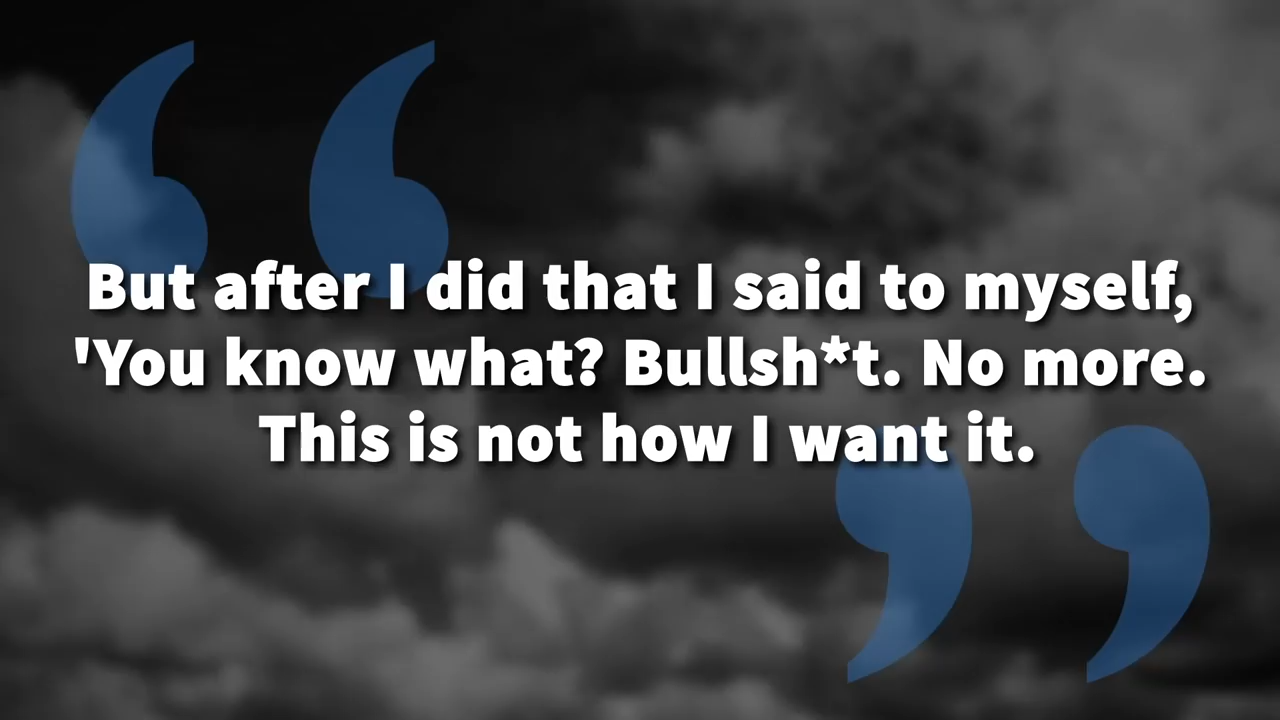 But after I did that I said to myself,
'You know what? Bullsh*t. No more.
This is not how I want it.